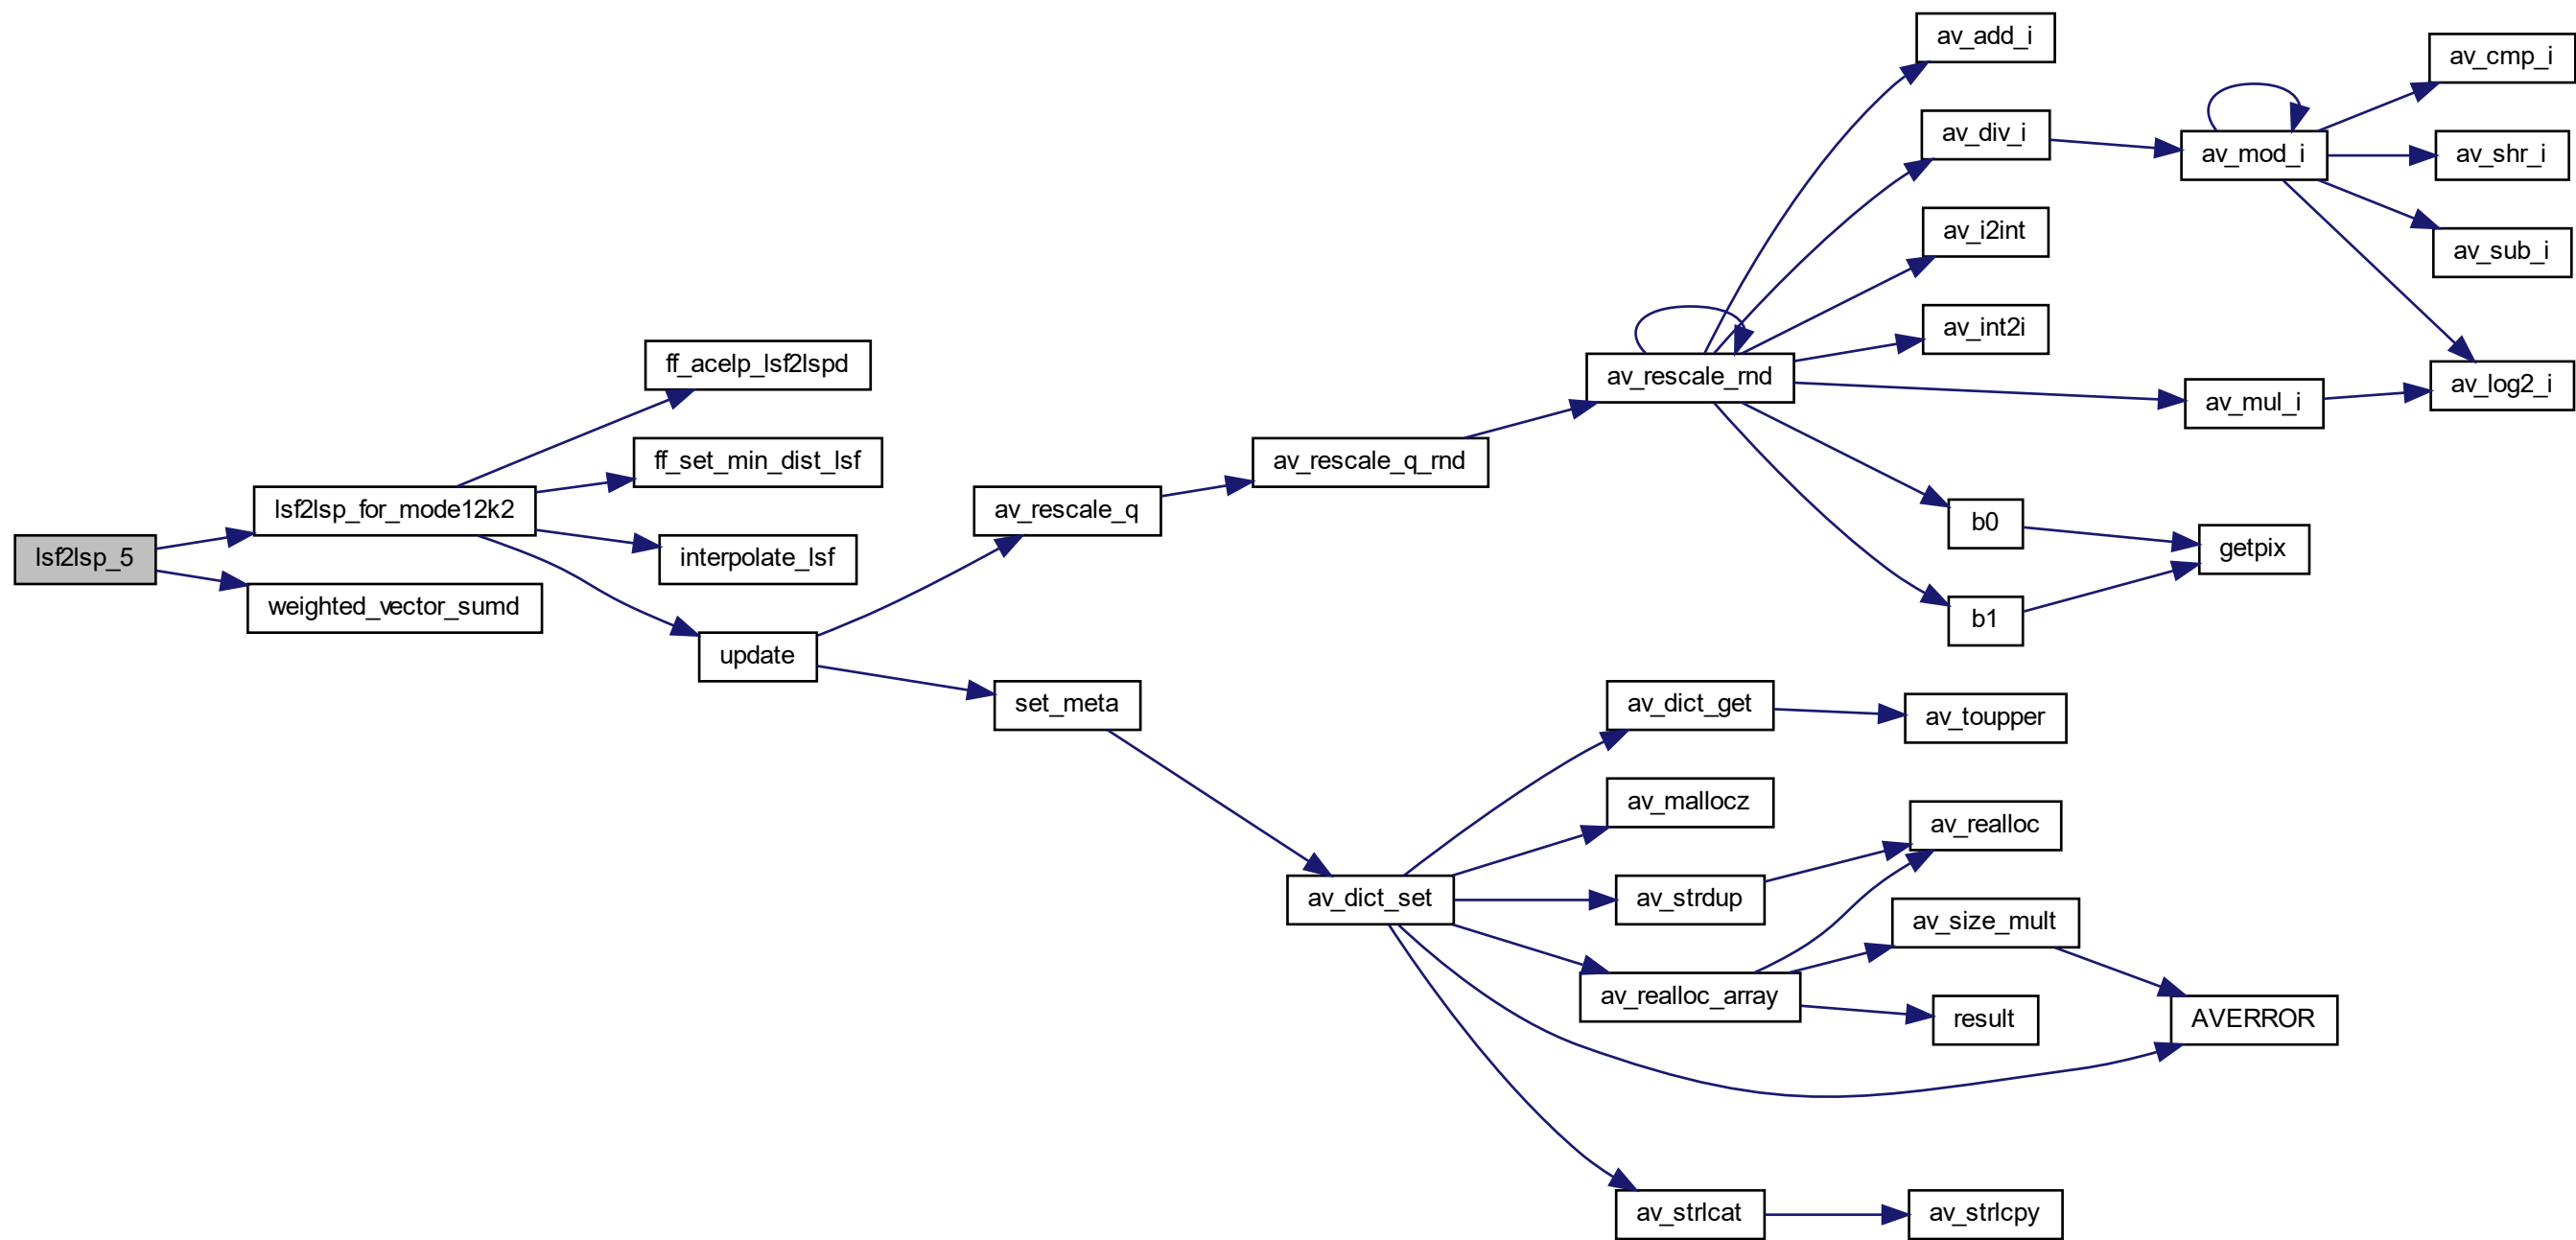 lsf2lsp_5
lsf2lsp_for_mode12k2
weighted_vector_sumd
ff_acelp_lsf2lspd
ff_set_min_dist_lsf
interpolate_lsf
update
av_rescale_q
set_meta
av_rescale_q_rnd
av_dict_set
av_rescale_rnd
av_dict_get
av_mallocz
av_strdup
av_realloc_array
av_strlcat
av_add_i
av_div_i
av_i2int
av_int2i
b0
b1
av_toupper
av_realloc
av_size_mult
result
av_strlcpy
av_mod_i
av_mul_i
getpix
AVERROR
av_cmp_i
av_shr_i
av_sub_i
av_log2_i